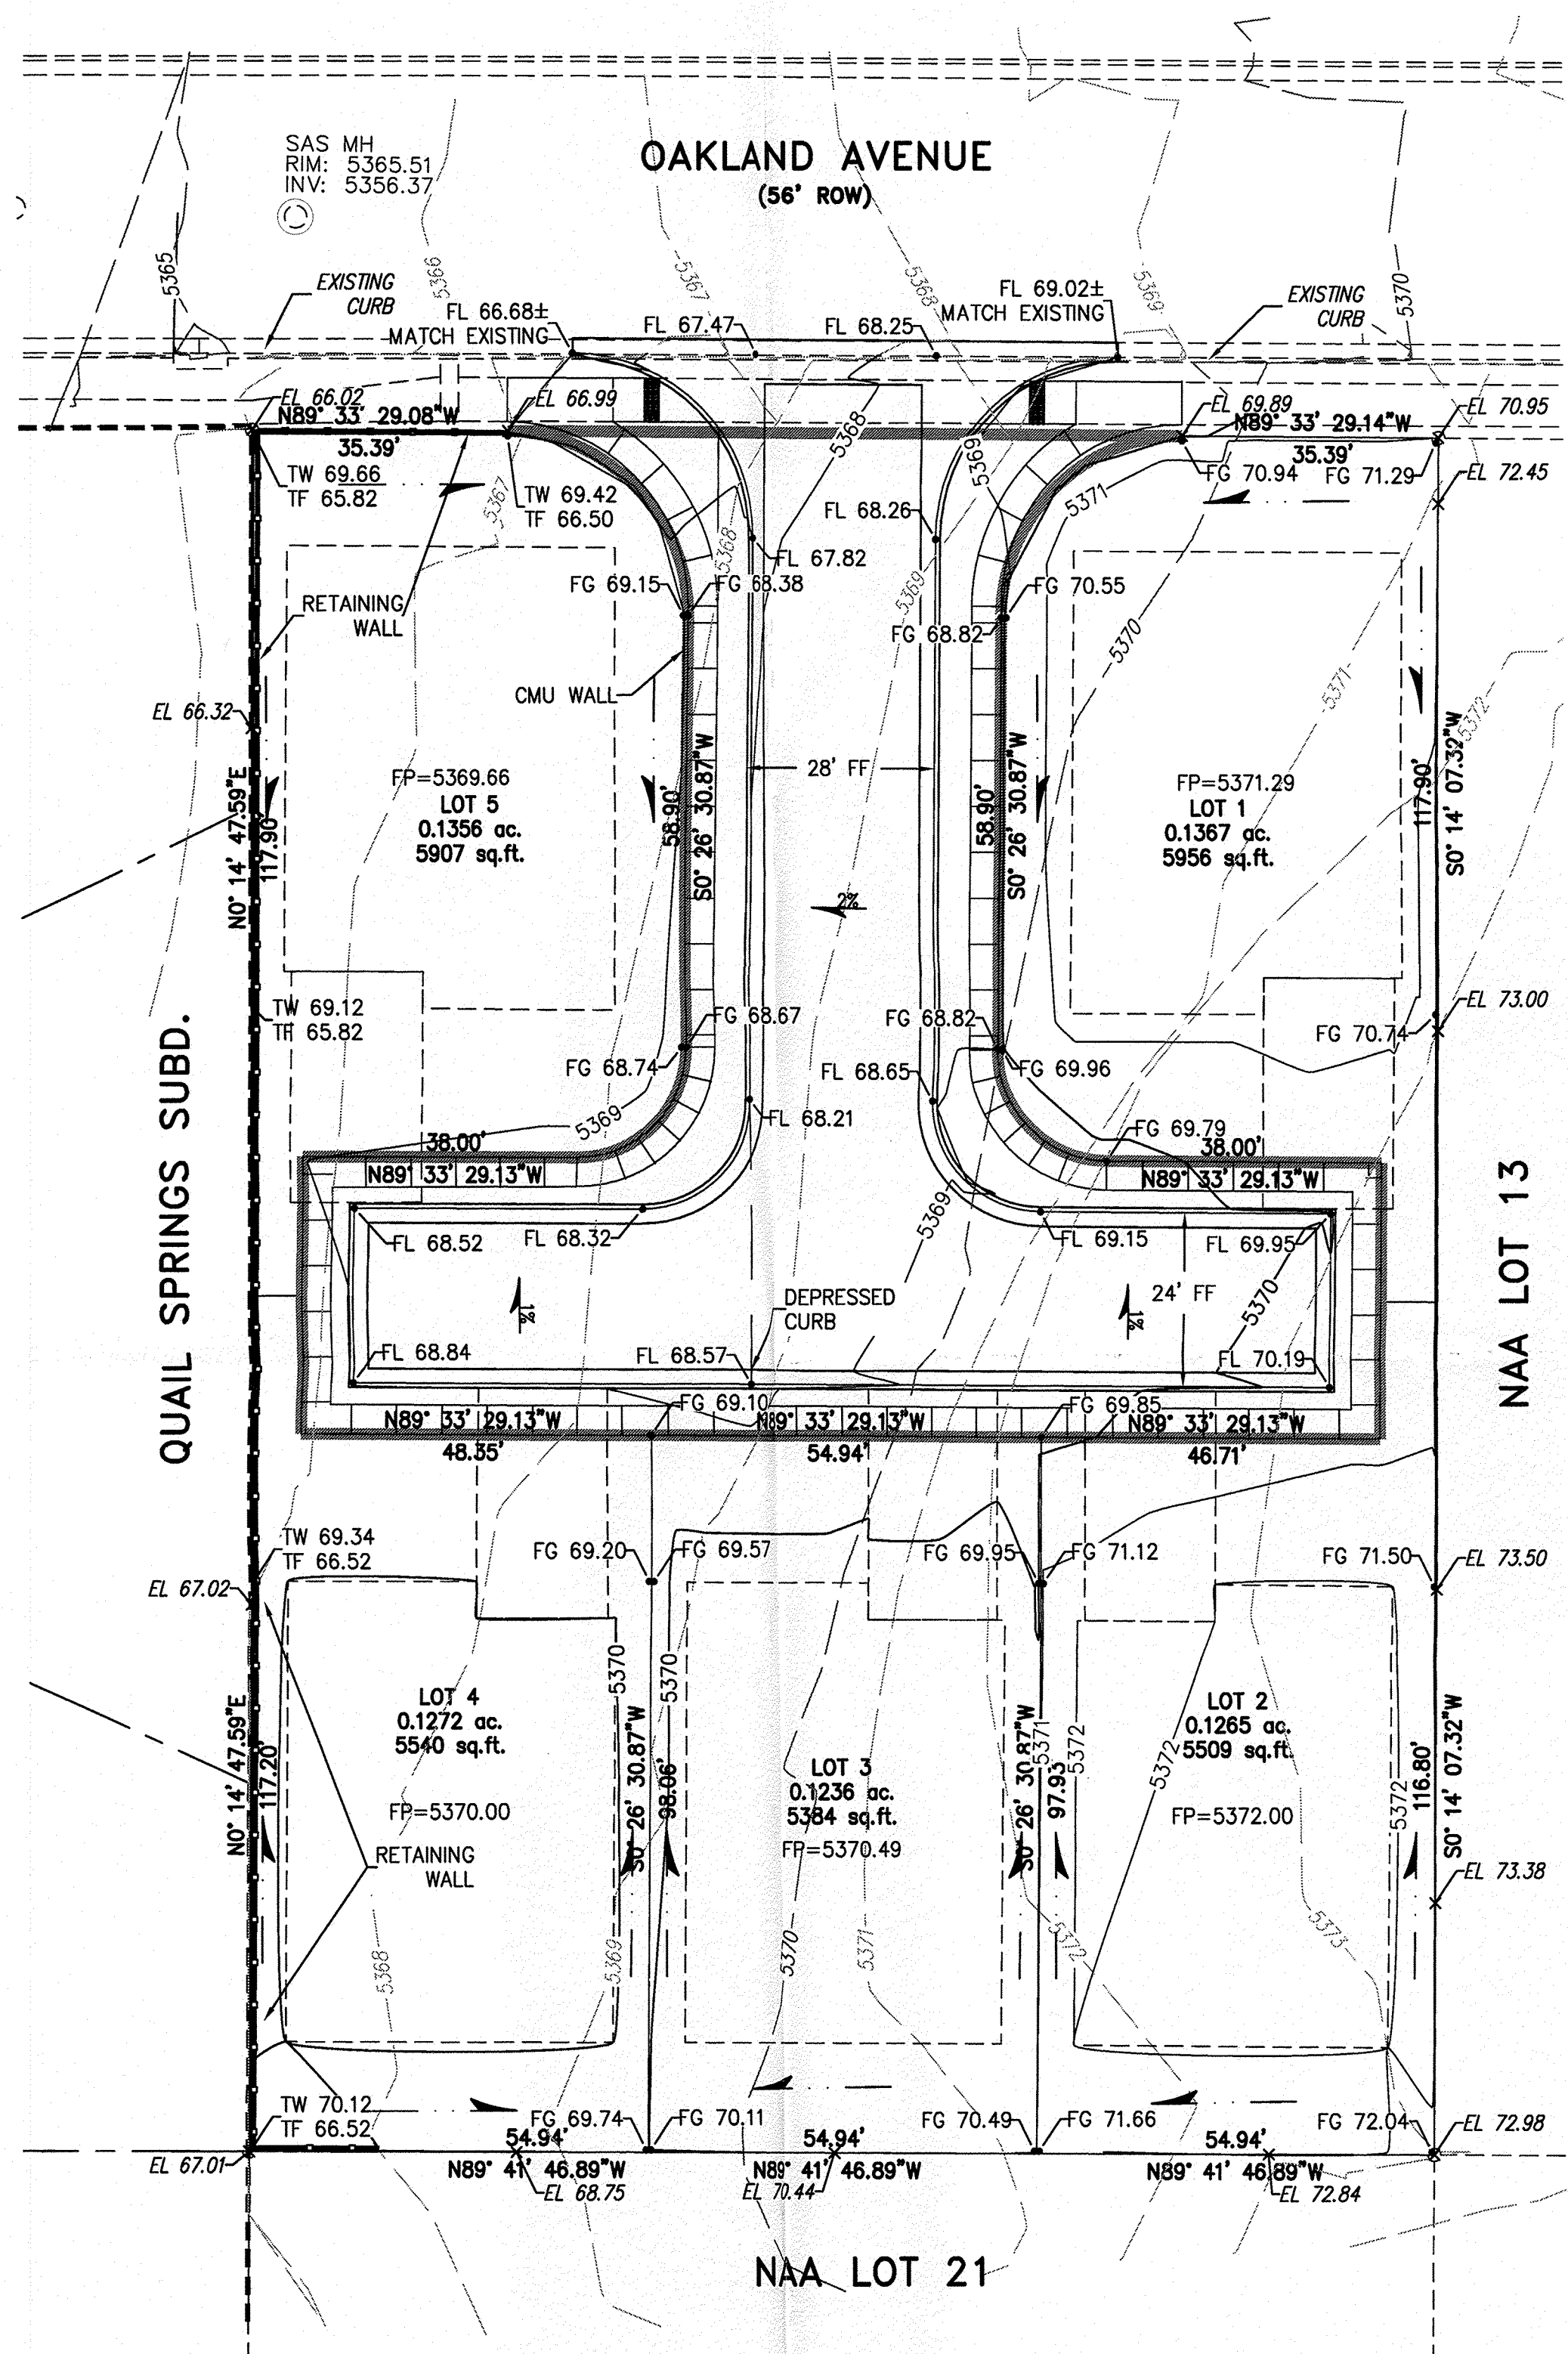 SAS MH
RIM: 5365.51
INV: 5356.37
OAKLAND AVENUE
(56' ROW)
5365
5366
5367
5368
5369
5370
EXISTING
CURB
FL 66.68±
MATCH EXISTING
FL 67.47
FL 68.25
FL 69.02±
MATCH EXISTING
EXISTING
CURB
EL 66.02
N89° 33' 29.08"W
35.39'
EL 66.99
EL 69.89
N89° 33' 29.14"W
35.39'
EL 70.95
TW 69.66
TF 65.82
TW 69.42
TF 66.50
5367
5368
5368
5369
5369
FG 70.94
FG 71.29
EL 72.45
5371
FL 68.26
FL 67.82
FG 69.15
FG 68.38
FG 70.55
FG 68.82
RETAINING
WALL
5370
5371
5372
CMU WALL
EL 66.32
N0° 14' 47.59"E
117.90'
FP=5369.66
LOT 5
0.1356 ac.
5907 sq.ft.
58.90'
S0° 26' 30.87"W
28' FF
58.90'
S0° 26' 30.87"W
FP=5371.29
LOT 1
0.1367 ac.
5956 sq.ft.
117.90'
S0° 14' 07.32"W
2%
TW 69.12
TF 65.82
FG 68.67
FG 68.74
FG 68.82
FG 69.96
FG 70.74
EL 73.00
FL 68.65
FL 68.21
5369
FG 69.79
38.00'
N89° 33' 29.13"W
38.00'
N89° 33' 29.13"W
QUAIL SPRINGS SUBD.
NAA LOT 13
5369
FL 68.52
FL 68.32
FL 69.15
FL 69.95
1%
DEPRESSED
CURB
1%
24' FF
5370
FL 68.84
FL 68.57
FL 70.19
FG 69.10
FG 69.85
N89° 33' 29.13"W
48.35'
N89° 33' 29.13"W
54.94'
N89° 33' 29.13"W
46.71'
TW 69.34
TF 66.52
FG 69.20
FG 69.57
FG 69.95
FG 71.12
FG 71.50
EL 73.50
EL 67.02
N0° 14' 47.59"E
117.20'
LOT 4
0.1272 ac.
5540 sq.ft.
FP=5370.00
5370
S0° 26' 30.87"W
5370
98.06'
LOT 3
0.1236 ac.
5384 sq.ft.
FP=5370.49
S0° 26' 30.87"W
5371
97.93'
5372
5372
LOT 2
0.1265 ac.
5509 sq.ft.
FP=5372.00
5372
116.80'
S0° 14' 07.32"W
RETAINING
WALL
EL 73.38
5368
5369
5370
5371
5372
5373
TW 70.12
TF 66.52
FG 69.74
FG 70.11
FG 70.49
FG 71.66
FG 72.04
EL 72.98
54.94'
N89° 41' 46.89"W
54.94'
N89° 41' 46.89"W
54.94'
N89° 41' 46.89"W
EL 67.01
EL 68.75
EL 70.44
EL 72.84
NAA LOT 21